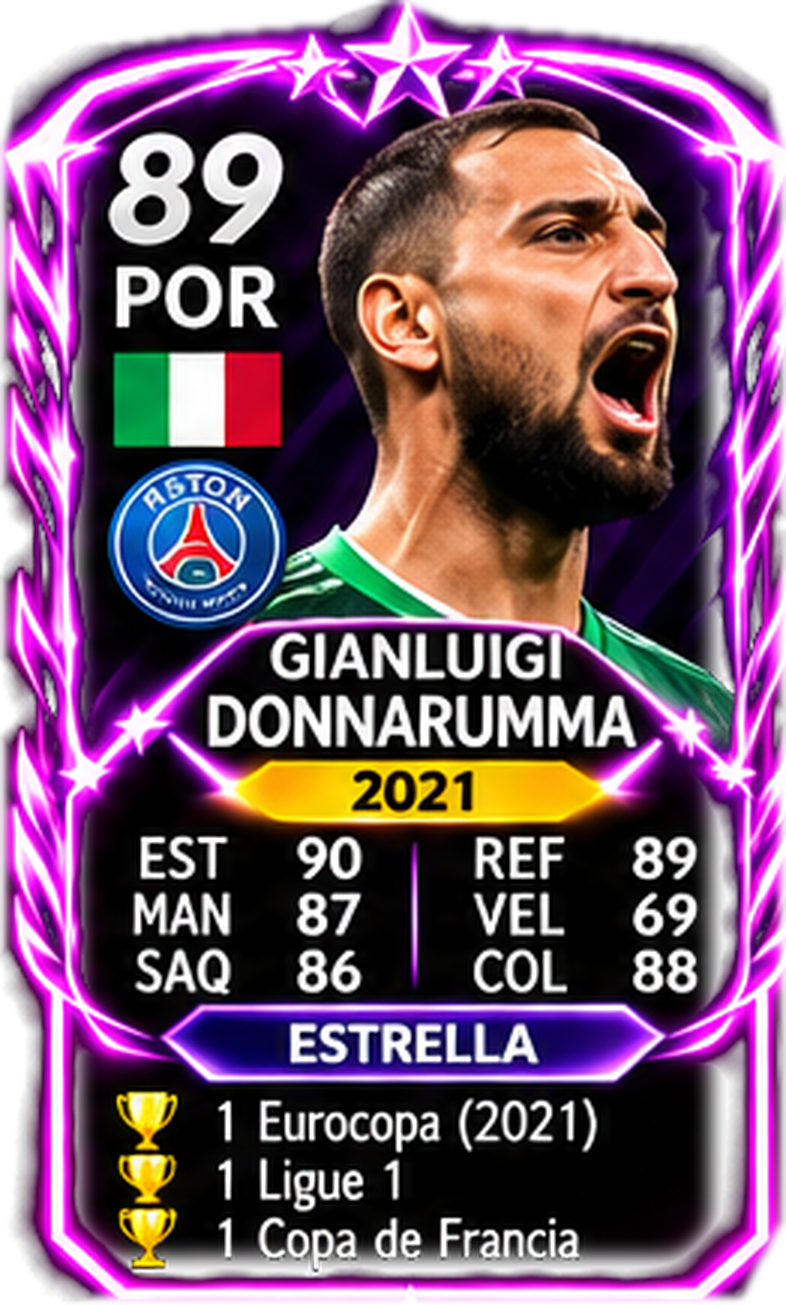 89
POR
ASTON
GIANLUIGI
DONNARUMMA
2021
EST 90 REF 89
MAN 87 VEL 69
SAQ 86 COL 88
ESTRELLA
1 Eurocopa (2021)
1 Ligue 1
1 Copa de Francia